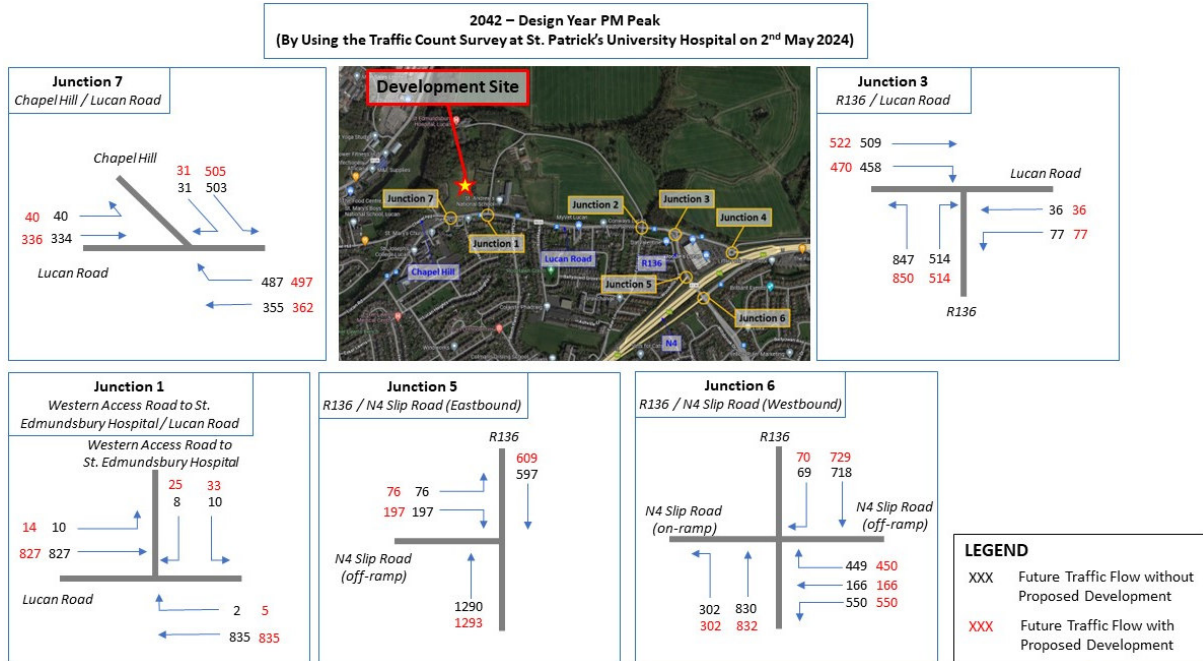 2042 – Design Year PM Peak
(By Using the Traffic Count Survey at St. Patrick's University Hospital on 2nd May 2024)
Junction 7
Chapel Hill / Lucan Road
Chapel Hill
31 505
31 503
40 40
336 334
Lucan Road
487 497
355 362
Development Site
Junction 7
Junction 1
Junction 2
Junction 3
Junction 4
Junction 5
Junction 6
Chapel Hill
Lucan Road
R136
N4
Junction 3
R136 / Lucan Road
522 509
470 458
Lucan Road
36 36
77 77
847 514
850 514
R136
Junction 1
Western Access Road to St.
Edmundsbury Hospital / Lucan Road
Western Access Road to
St. Edmundsbury Hospital
25 33
8 10
14 10
827 827
Lucan Road
2 5
835 835
Junction 5
R136 / N4 Slip Road (Eastbound)
R136
609
597
76 76
197 197
N4 Slip Road
(off-ramp)
1290
1293
Junction 6
R136 / N4 Slip Road (Westbound)
R136
70 729
69 718
N4 Slip Road
(on-ramp)
N4 Slip Road
(off-ramp)
449 450
166 166
550 550
302 830
302 832
LEGEND
XXX Future Traffic Flow without
Proposed Development
XXX Future Traffic Flow with
Proposed Development